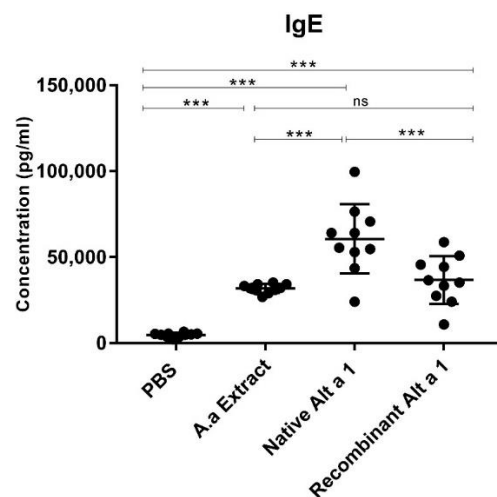 IgE
***
***
***
ns
***
***
150,000
100,000
50,000
0
Concentration (pg/ml)
PBS
A.a Extract
Native Alt a 1
Recombinant Alt a 1